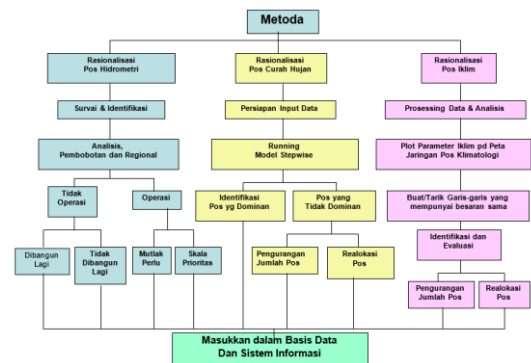 Metoda
Rasionalisasi
Pos Hidrometri
Rasionalisasi
Pos Curah Hujan
Rasionalisasi
Pos Iklim
Survai & Identifikasi
Persiapan Input Data
Prosessing Data & Analisis
Analisis,
Pembobotan dan Regional
Running
Model Stepwise
Plot Parameter Iklim pd Peta
Jaringan Pos Klimatologi
Tidak
Operasi
Operasi
Identifikasi
Pos yg Dominan
Pos yang
Tidak Dominan
Buat/Tarik Garis-garis yang
mempunyai besaran sama
Dibangun
Lagi
Tidak
Dibangun
Lagi
Mutlak
Perlu
Skala
Prioritas
Pengurangan
Jumlah Pos
Realokasi
Pos
Identifikasi dan
Evaluasi
Pengurangan
Jumlah Pos
Realokasi
Pos
Masukkan dalam Basis Data
Dan Sistem Informasi